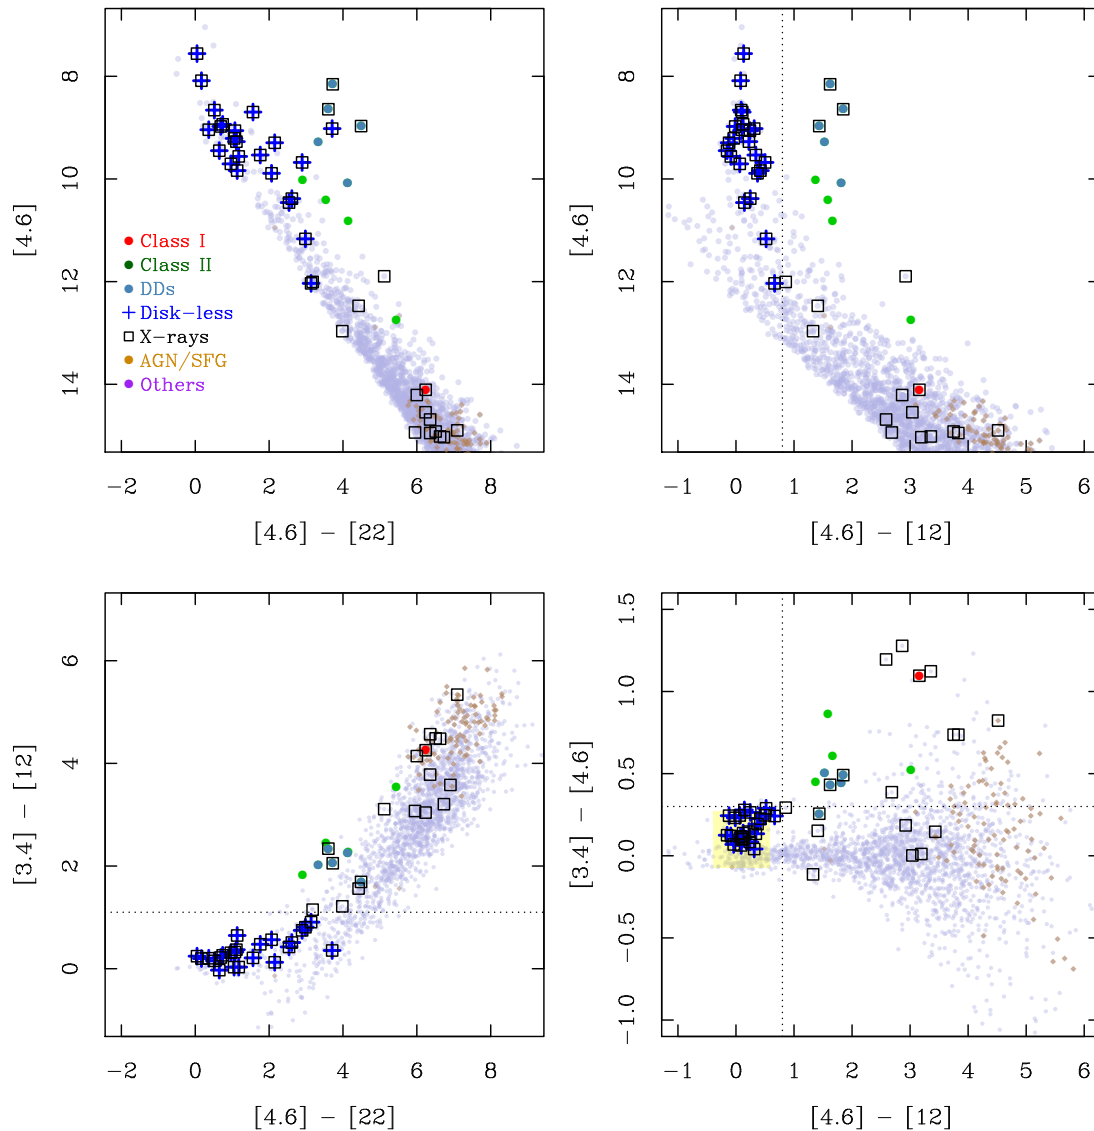 8
10
12
14
[4.6]
Class I
Class II
DDs
Disk-less
X-rays
AGN/SFG
Others
-2 0 2 4 6 8
[4.6] - [22]
8
10
12
14
[4.6]
-1 0 1 2 3 4 5 6
[4.6] - [12]
6
4
2
0
[3.4] - [12]
-2 0 2 4 6 8
[4.6] - [22]
1.5
1.0
0.5
0.0
-0.5
-1.0
[3.4] - [4.6]
-1 0 1 2 3 4 5 6
[4.6] - [12]